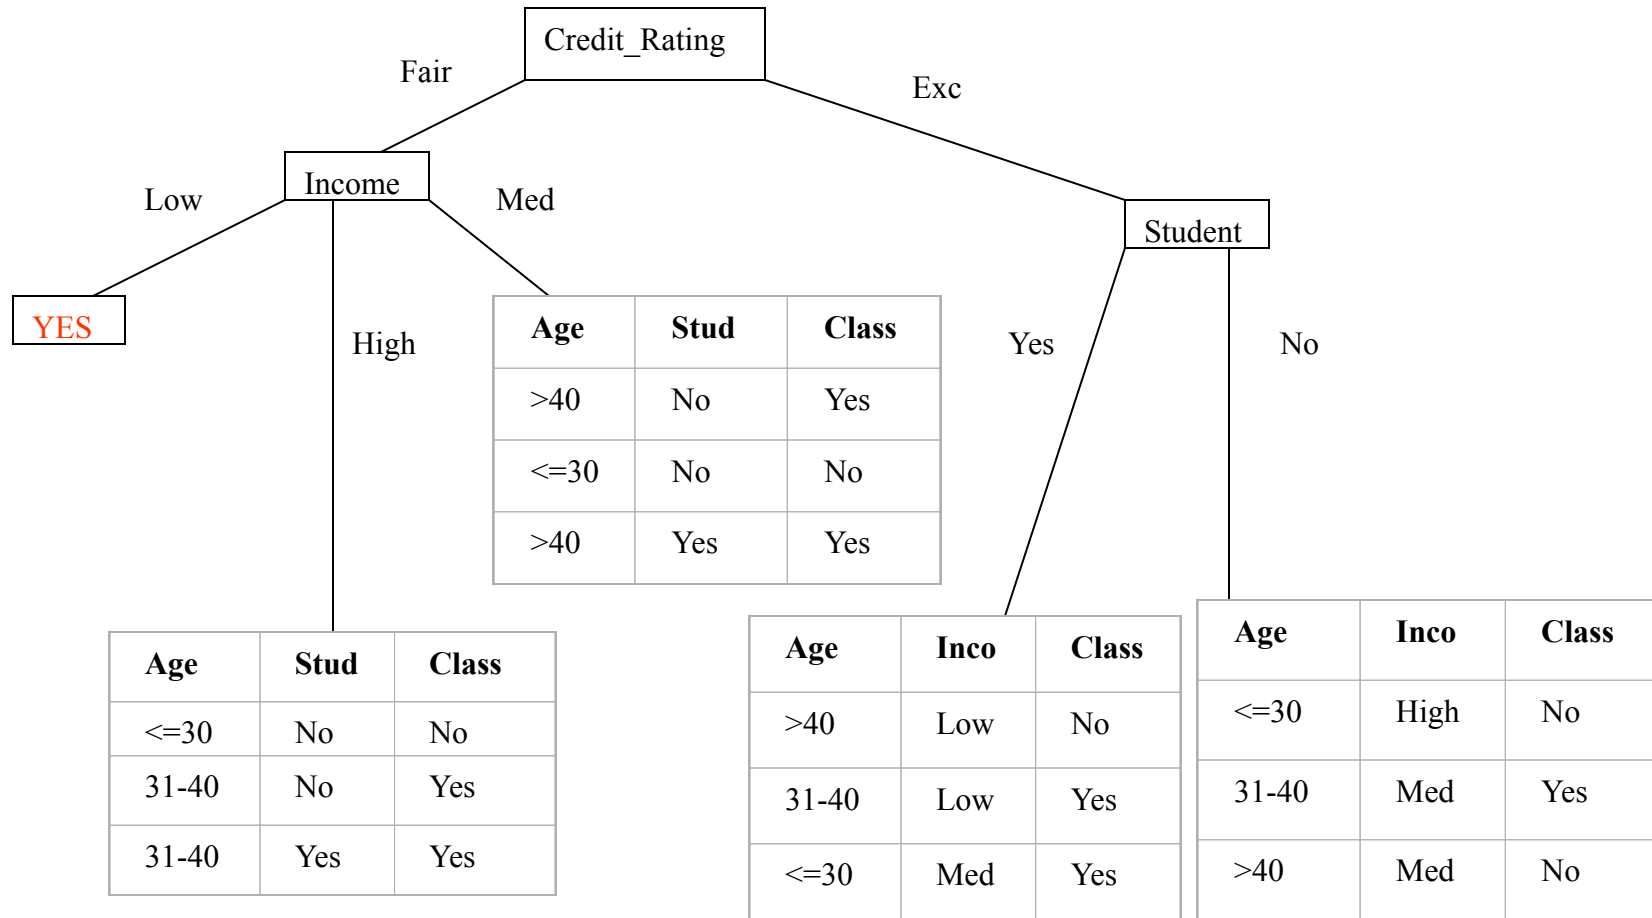 Credit_Rating
Fair
Exc
Income
Student
Low
Med
YES
High
Yes
No
Age Stud Class
>40 No Yes
<=30 No No
>40 Yes Yes
Age Stud Class
<=30 No No
31-40 No Yes
31-40 Yes Yes
Age Inco Class
>40 Low No
31-40 Low Yes
<=30 Med Yes
Age Inco Class
<=30 High No
31-40 Med Yes
>40 Med No